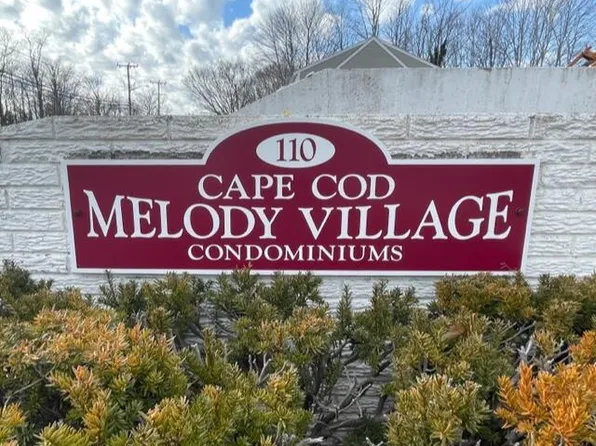 110
CAPE COD
MELODY VILLAGE
CONDOMINIUMS